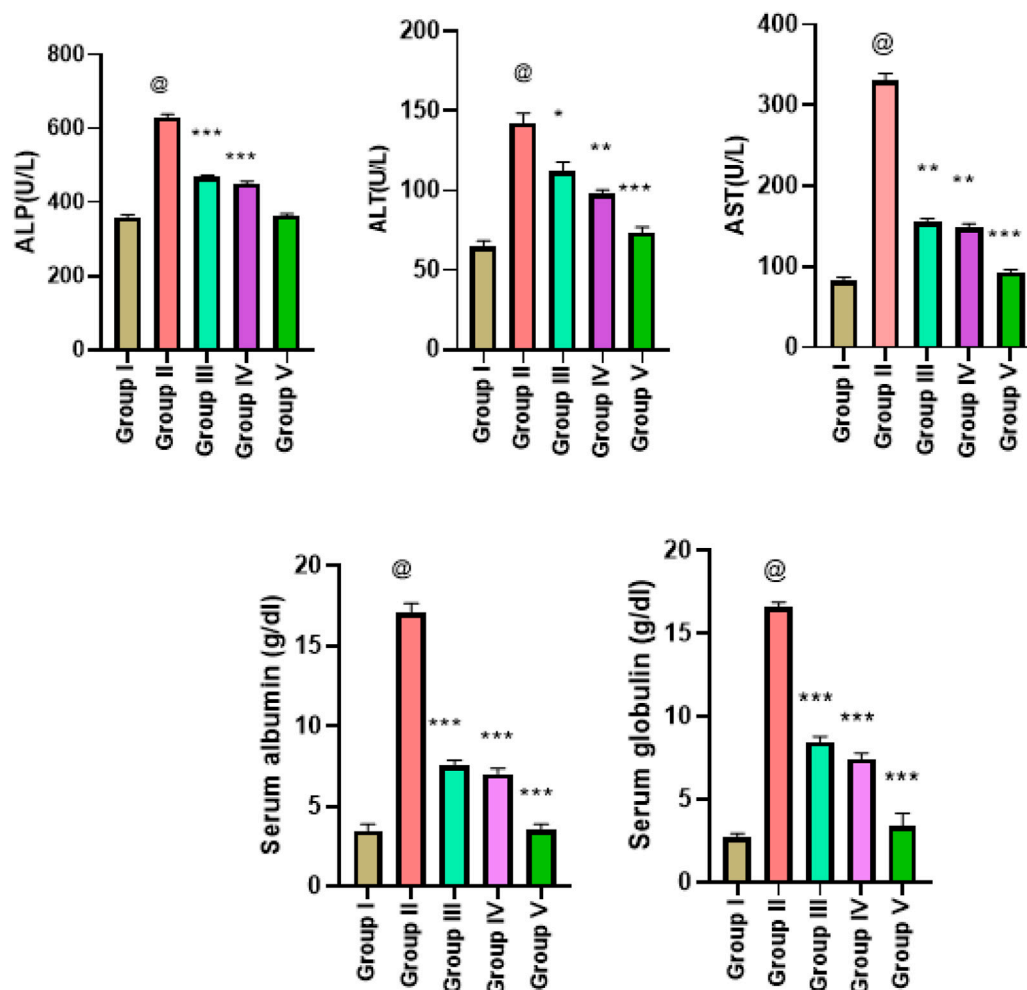 ALP(U/L)
800
600
400
200
0
@
***
***
Group I
Group II
Group III
Group IV
Group V
ALT(U/L)
200
150
100
50
0
@
*
**
***
Group I
Group II
Group III
Group IV
Group V
AST(U/L)
400
300
200
100
0
@
**
**
***
Group I
Group II
Group III
Group IV
Group V
Serum albumin (g/dl)
20
15
10
5
0
@
***
***
***
Group I
Group II
Group III
Group IV
Group V
Serum globulin (g/dl)
20
15
10
5
0
@
***
***
***
Group I
Group II
Group III
Group IV
Group V